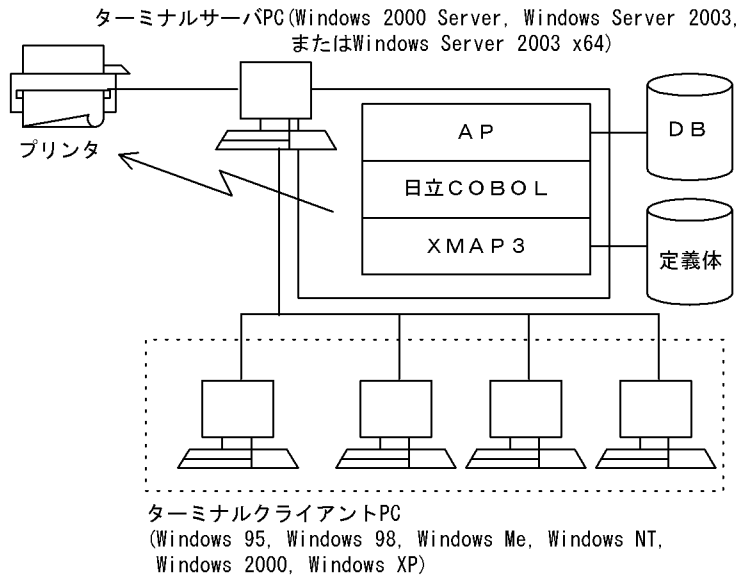 ターミナルサーバPC(Windows 2000 Server, Windows Server 2003,
またはWindows Server 2003 x64)
プリンタ
ＡＰ
日立ＣＯＢＯＬ
ＸＭＡＰ３
ＤＢ
定義体
ターミナルクライアントPC
(Windows 95, Windows 98, Windows Me, Windows NT,
Windows 2000, Windows XP)